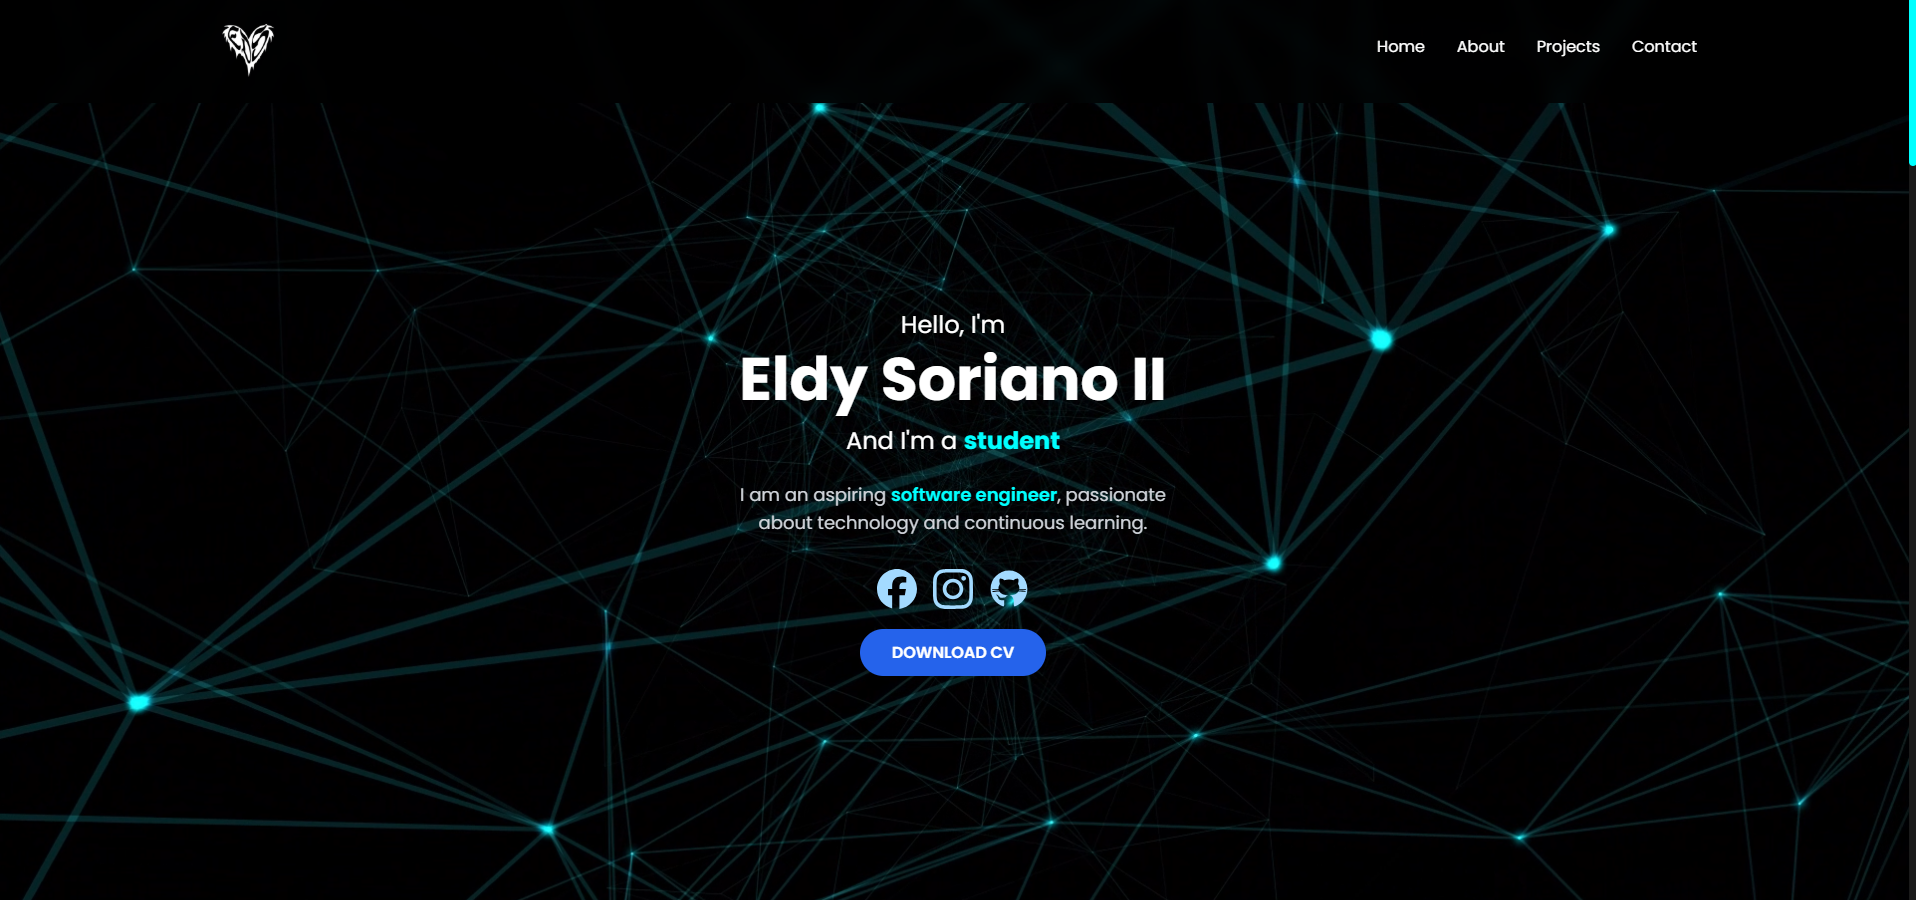 Home About Projects Contact
Hello, I'm
Eldy Soriano II
And I'm a student
I am an aspiring software engineer, passionate
about technology and continuous learning.
DOWNLOAD CV